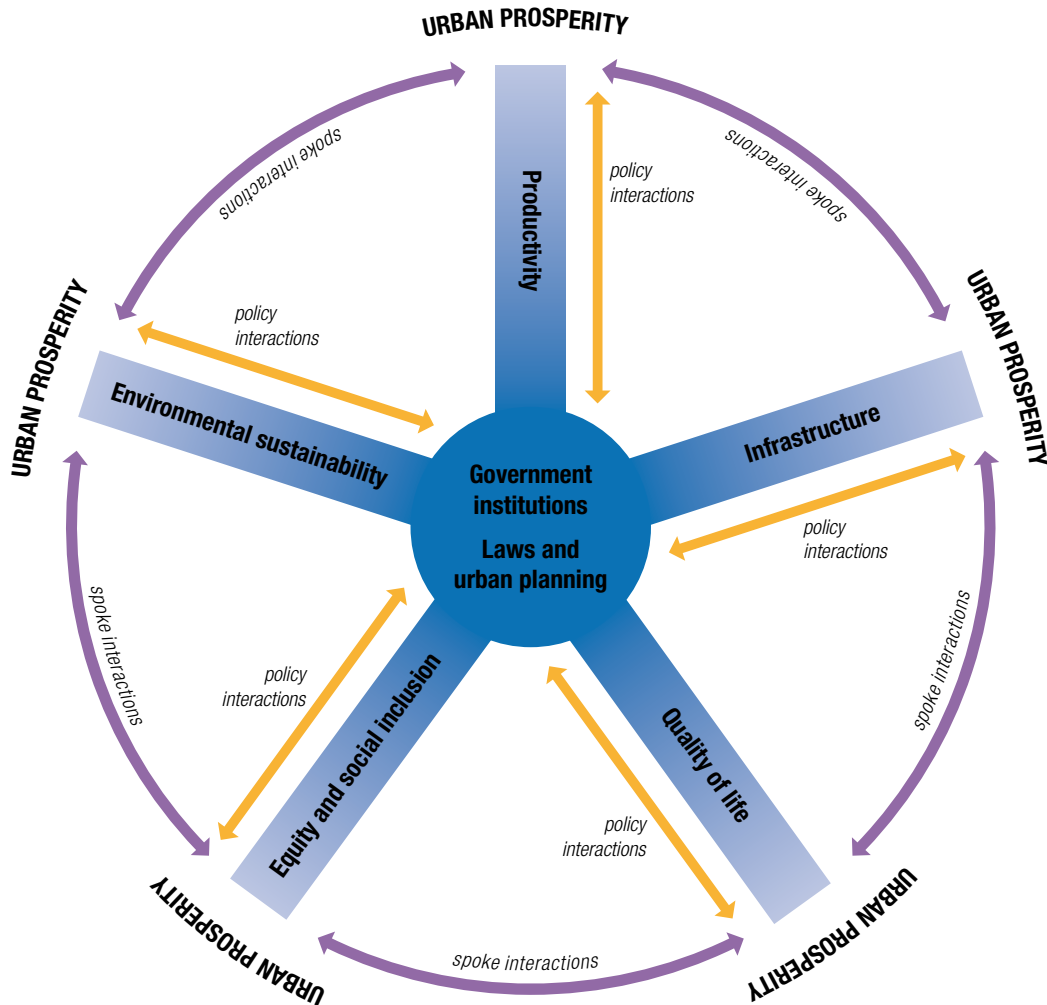 URBAN PROSPERITY
spoke interactions
spoke interactions
Productivity
policy
interactions
URBAN PROSPERITY
URBAN PROSPERITY
policy
interactions
Environmental sustainability
Infrastructure
Government
institutions
Laws and
urban planning
policy
interactions
spoke interactions
spoke interactions
policy
interactions
Equity and social inclusion
Quality of life
policy
interactions
URBAN PROSPERITY
URBAN PROSPERITY
spoke interactions